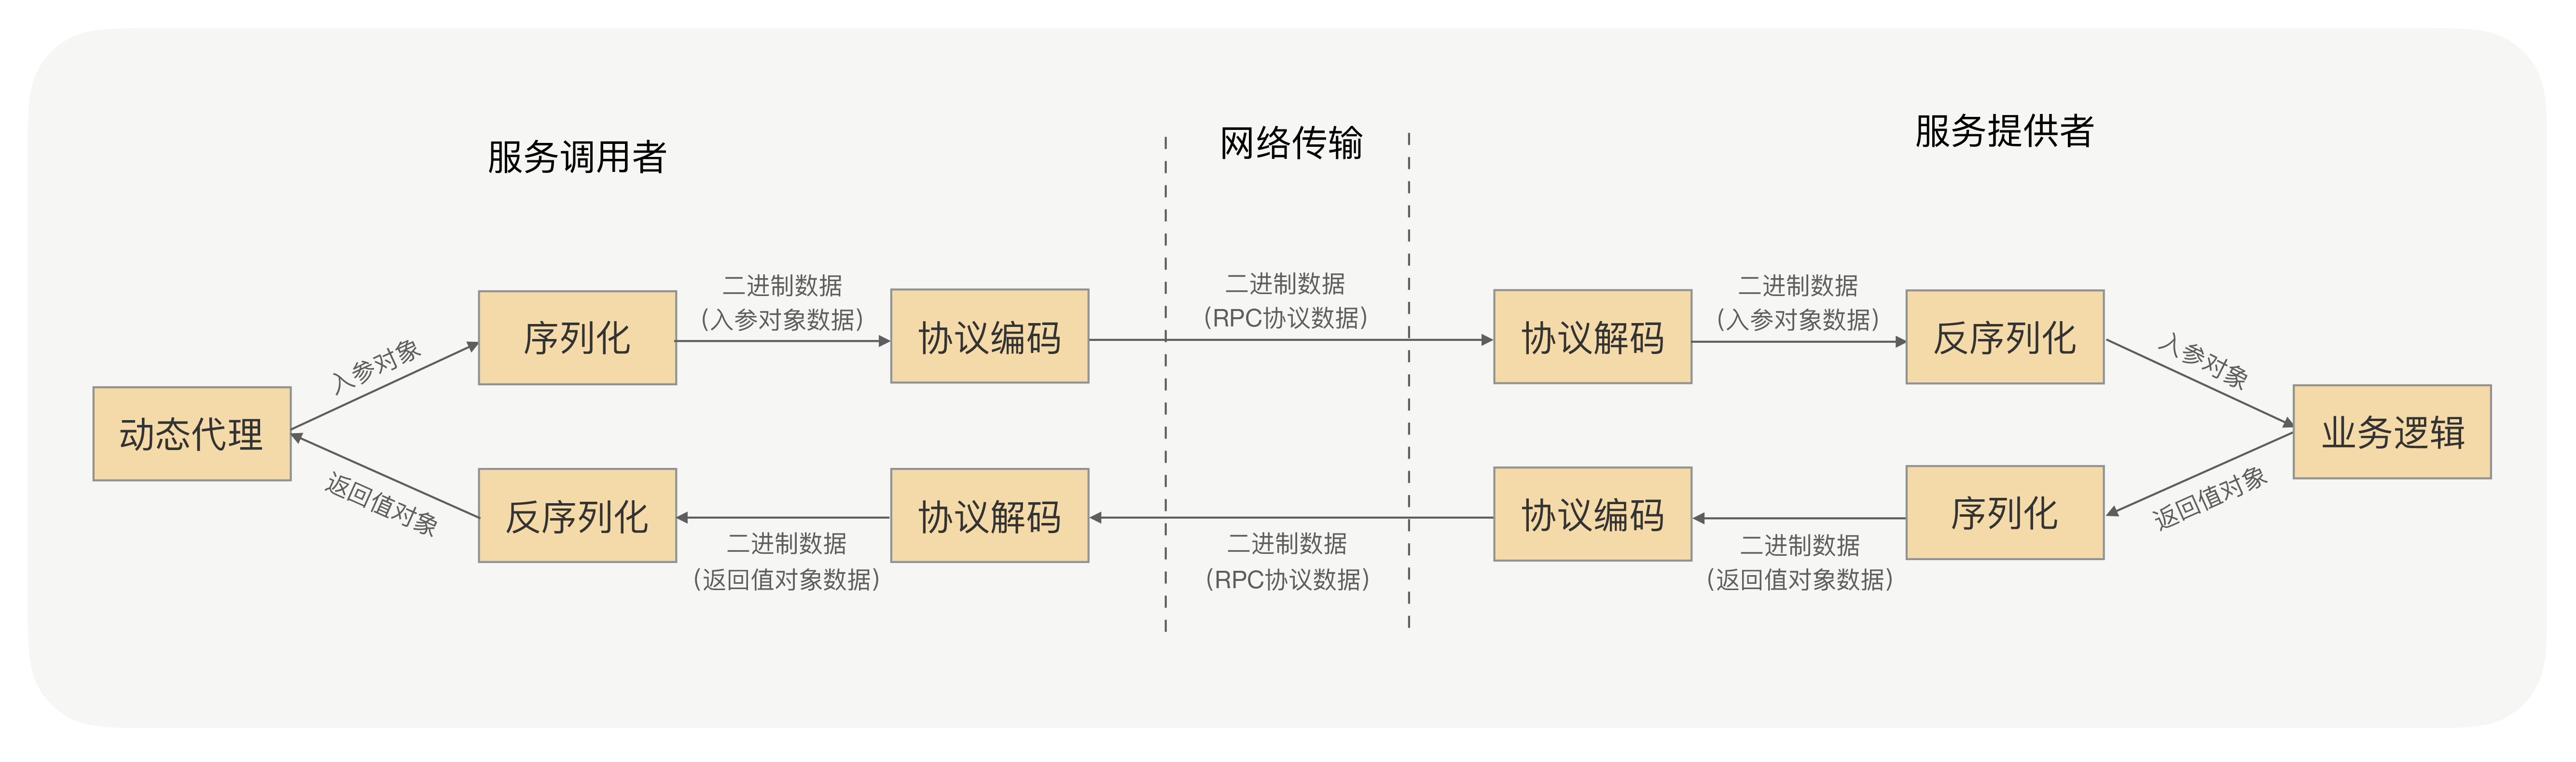 服务调用者
网络传输
服务提供者
二进制数据
(入参对象数据)
二进制数据
(RPC协议数据)
二进制数据
(入参对象数据)
序列化
协议编码
协议解码
反序列化
入参对象
入参对象
动态代理
业务逻辑
返回值对象
返回值对象
反序列化
协议解码
协议编码
序列化
二进制数据
(返回值对象数据)
二进制数据
(RPC协议数据)
二进制数据
(返回值对象数据)